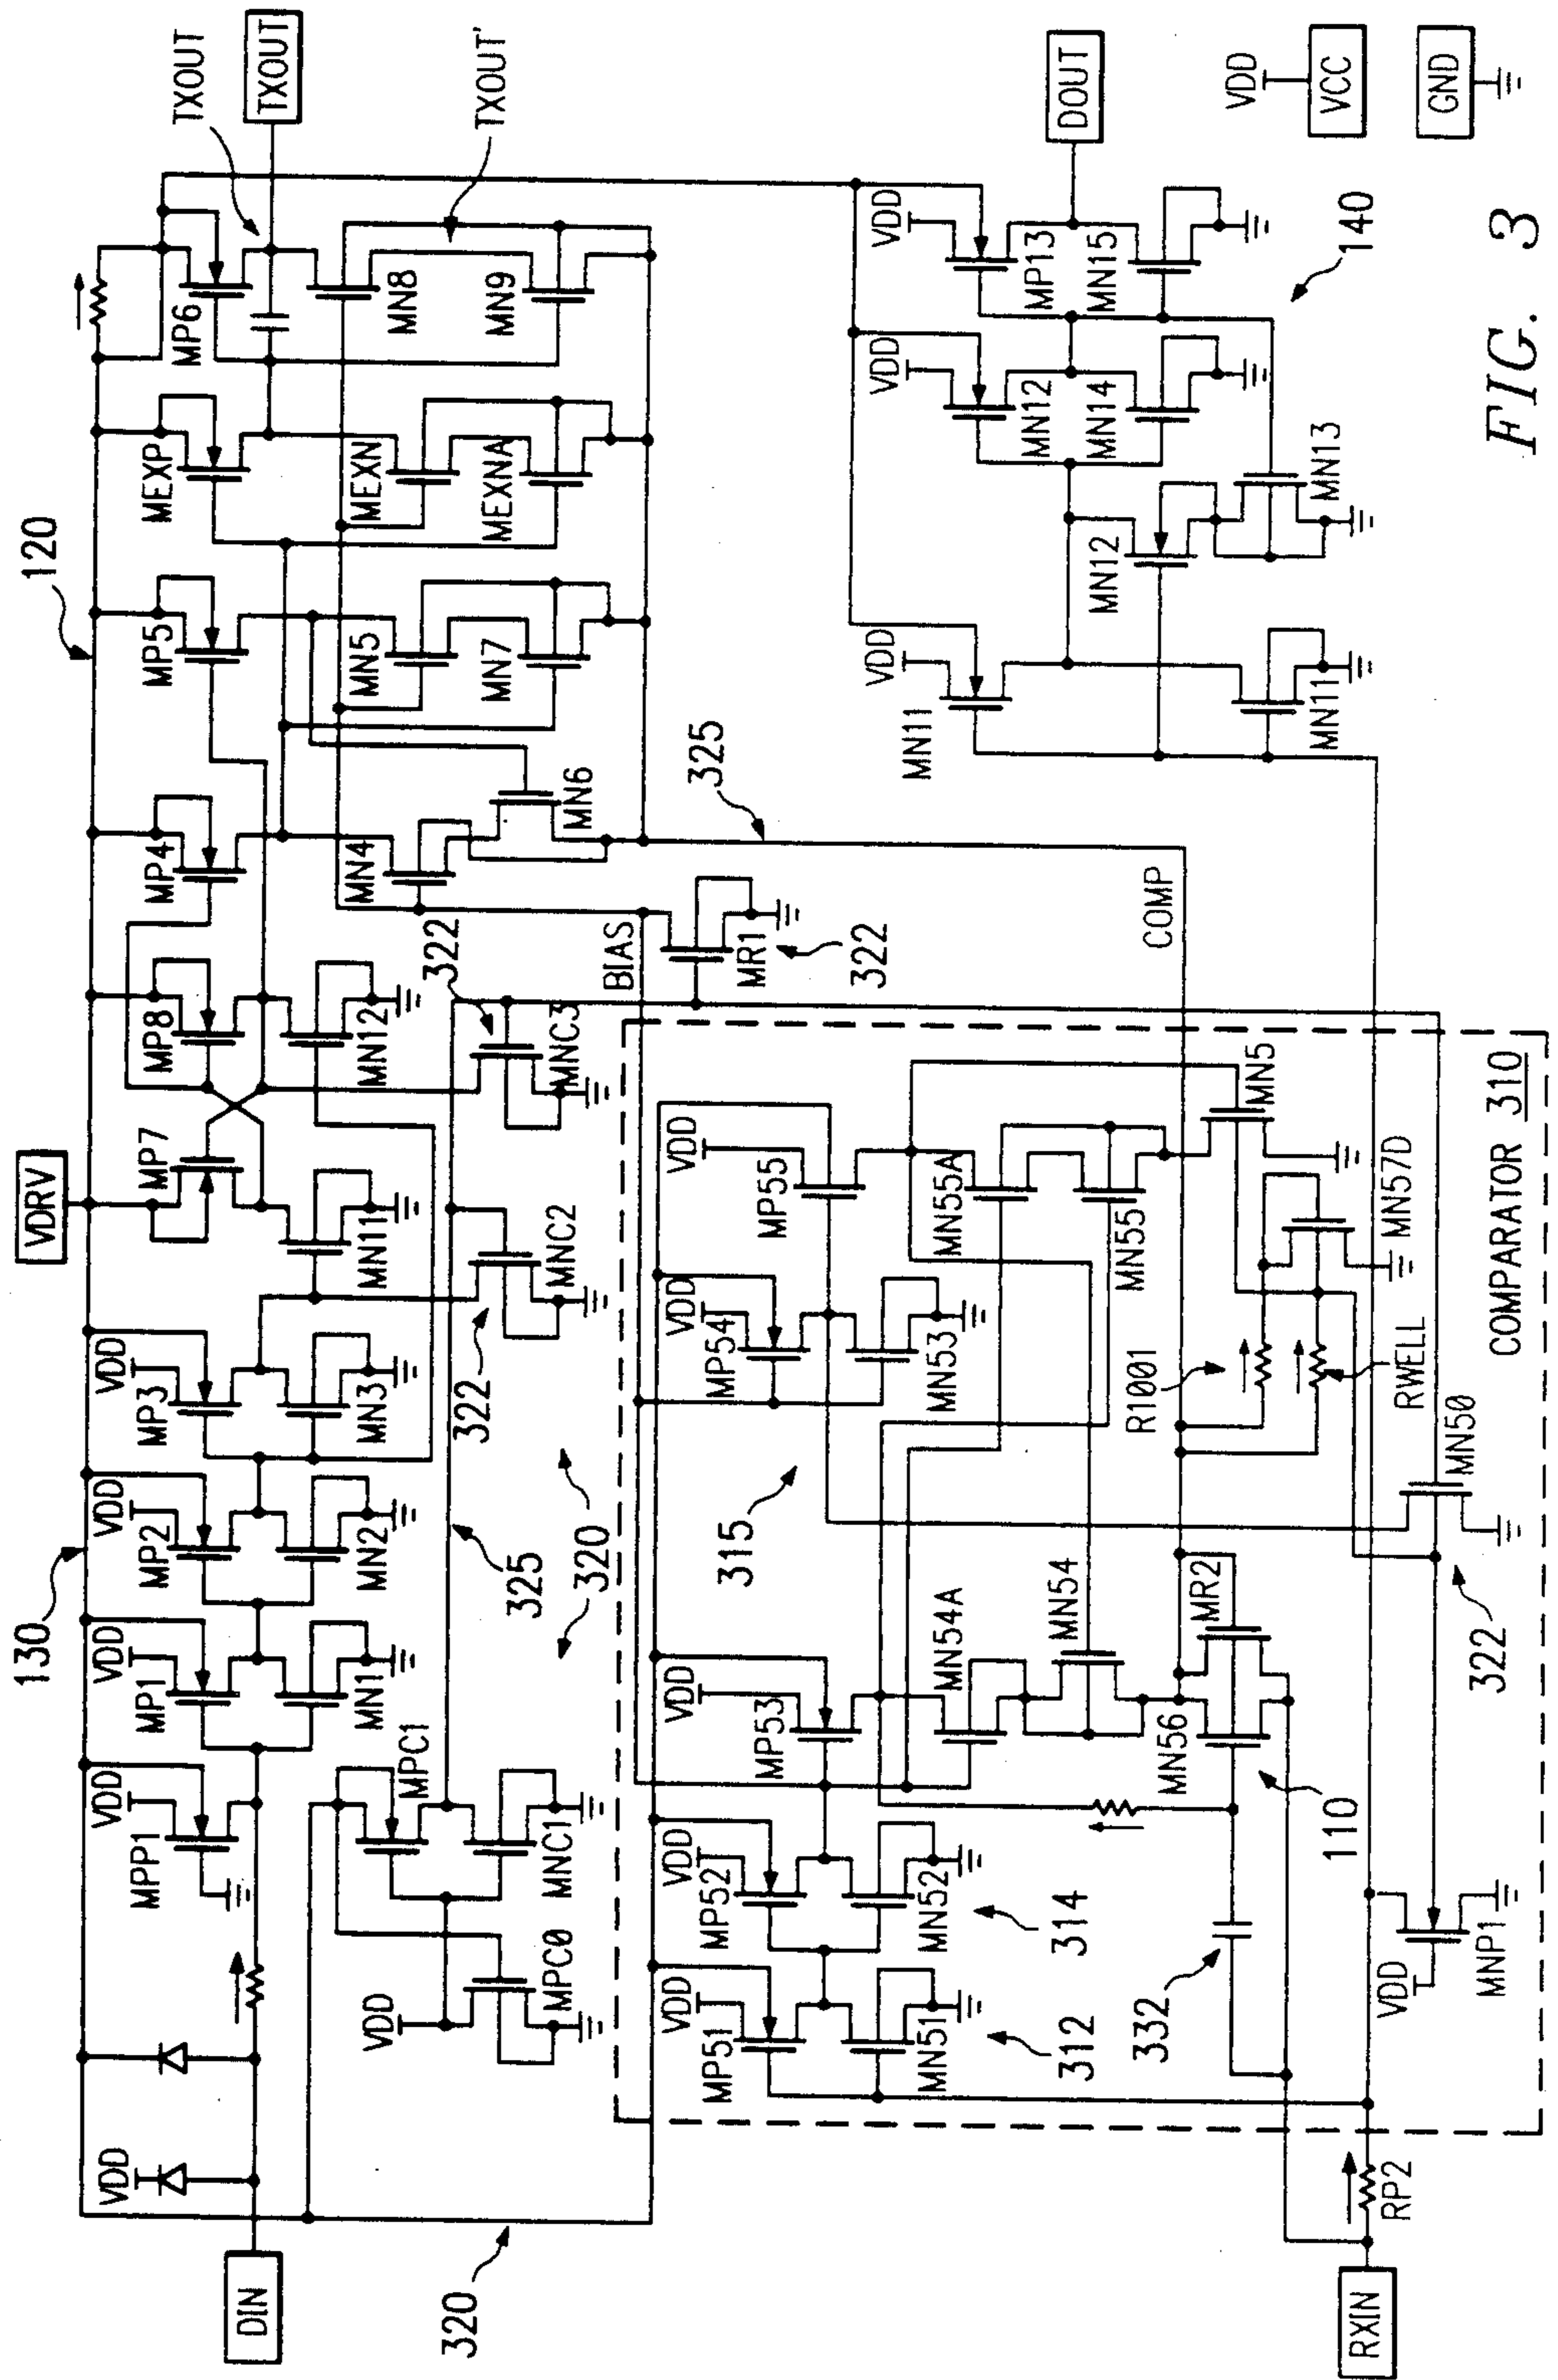 VDRV
130
120
TXOUT
TXOUT
TXOUT'
DIN
VDD
VDD
MPP1
VDD
MP1
MN1
VDD
MP2
MN2
VDD
MP3
MN3
MP7
MN11
MP8
MN12
MP4
MN4
MN6
MP5
MN5
MN7
MEXP
MEXN
MEXNA
MP6
MN8
MN9
VDD
MPC0
MPC1
MNC1
325
320
320
322
MNC2
322
MNC3
BIAS
MR1
322
325
COMP
VDD
MP51
MN51
312
VDD
MP52
MN52
314
VDD
MP53
MN54A
MN54
MN56
MR2
110
332
315
VDD
MP54
MN53
VDD
MP55
MN55A
MN55
MN5
R1001
RWELL
MN57D
MN50
322
VDD
MNP1
COMPARATOR 310
RXIN
RP2
VDD
MN11
MN11
MN12
MN13
VDD
MN12
MN14
VDD
MP13
MN15
DOUT
140
VDD
VCC
GND
FIG. 3